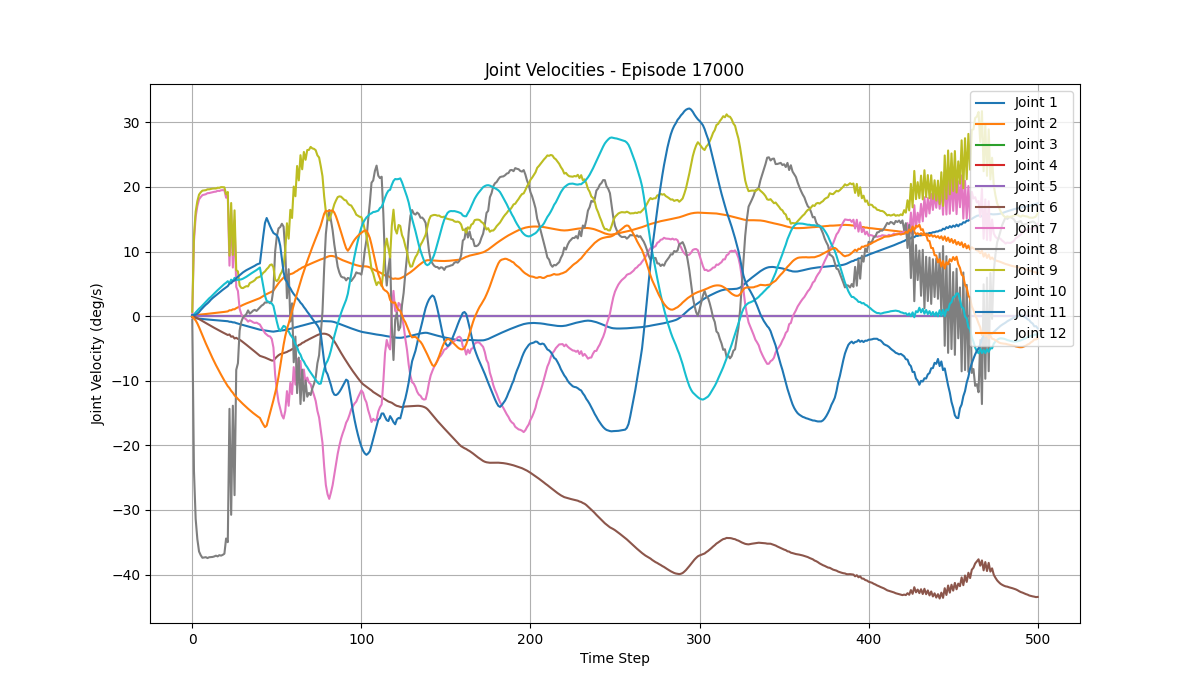 Joint Velocities - Episode 17000
Joint Velocity (deg/s)
30
20
10
0
−10
−20
−30
−40
0 100 200 300 400 500
Time Step
Joint 1
Joint 2
Joint 3
Joint 4
Joint 5
Joint 6
Joint 7
Joint 8
Joint 9
Joint 10
Joint 11
Joint 12